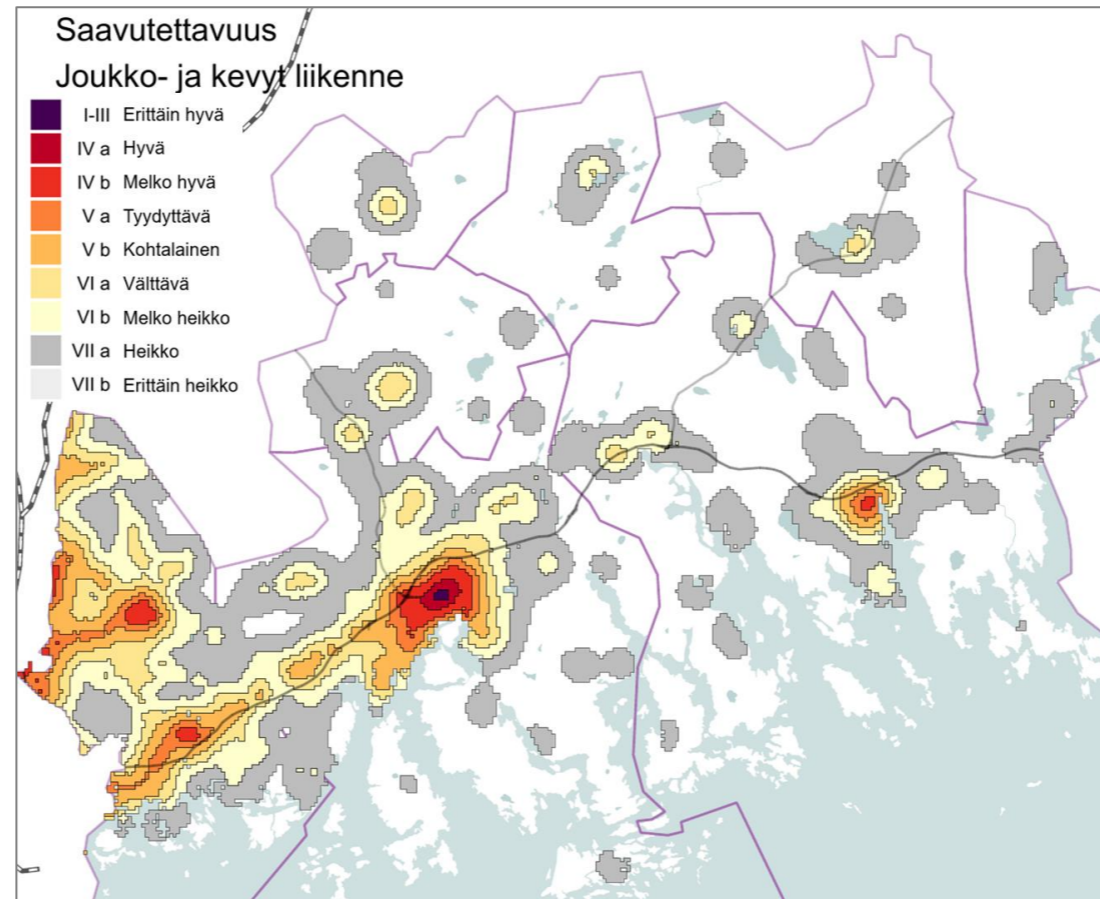 Saavutettavuus
Joukko- ja kevyt liikenne
I-III Erittäin hyvä
IV a Hyvä
IV b Melko hyvä
V a Tyydyttävä
V b Kohtalainen
VI a Välttävä
VI b Melko heikko
VII a Heikko
VII b Erittäin heikko